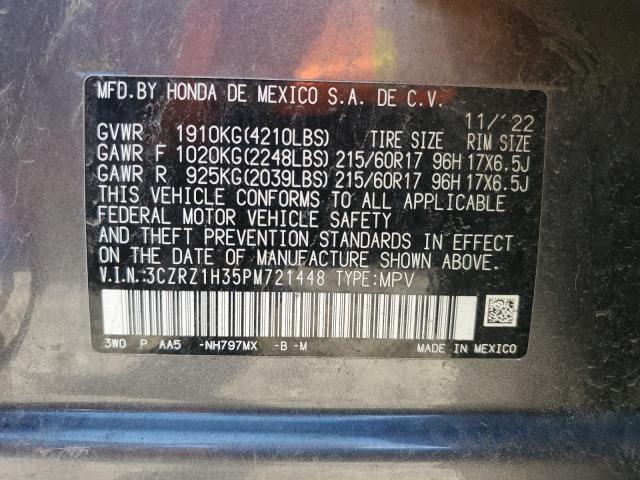 MFD.BY HONDA DE MEXICO S.A. DE C.V.
11/'22
GVWR 1910KG(4210LBS) TIRE SIZE RIM SIZE
GAWR F 1020KG(2248LBS) 215/60R17 96H 17X6.5J
GAWR R 925KG(2039LBS) 215/60R17 96H 17X6.5J
THIS VEHICLE CONFORMS TO ALL APPLICABLE
FEDERAL MOTOR VEHICLE SAFETY
AND THEFT PREVENTION STANDARDS IN EFFECT
ON THE DATE OF MANUFACTURE SHOWN ABOVE.
V.I.N.:3CZRZ1H35PM721448 TYPE:MPV
3W0 P AA5 -NH797MX -B -M MADE IN MEXICO